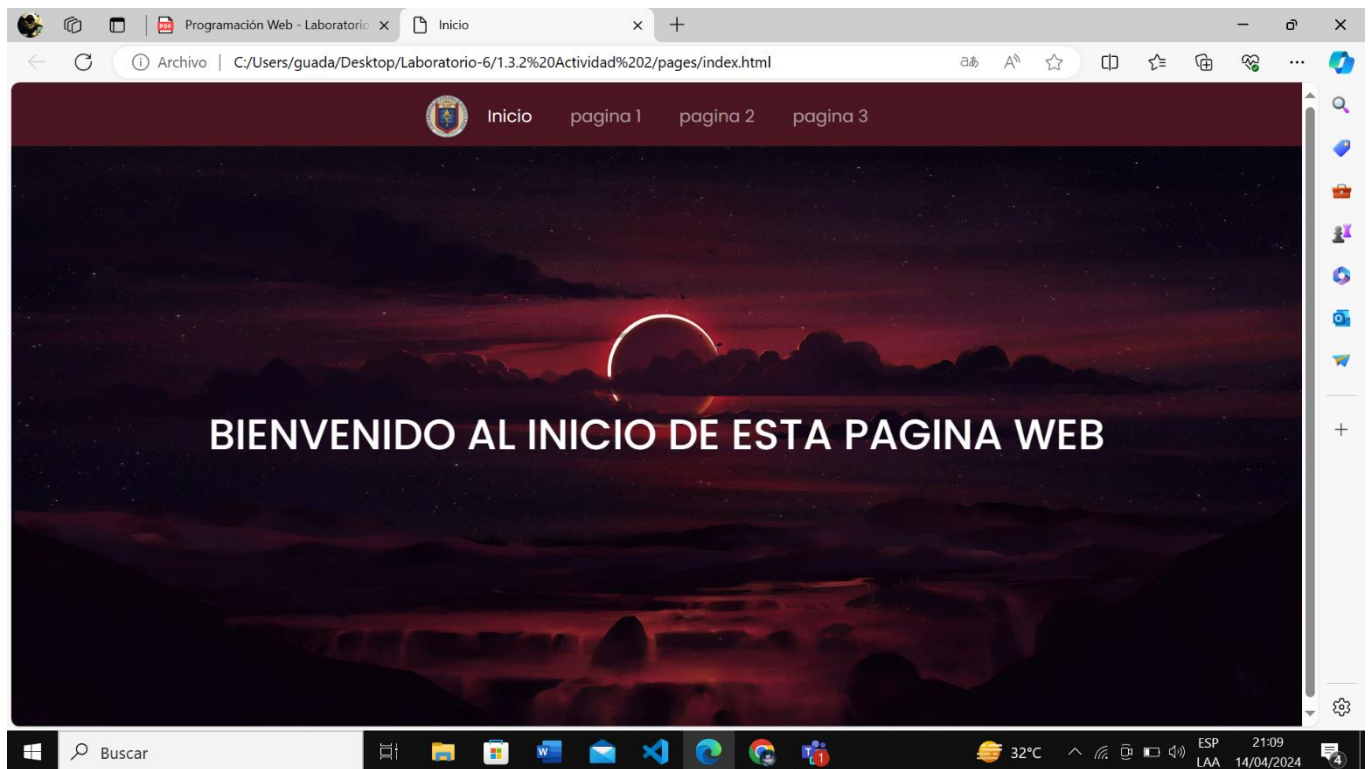 Programación Web - Laboratorio
Inicio
Archivo
C:/Users/guada/Desktop/Laboratorio-6/1.3.2%20Actividad%202/pages/index.html
Inicio
pagina 1
pagina 2
pagina 3
BIENVENIDO AL INICIO DE ESTA PAGINA WEB
Buscar
32°C
ESP
LAA
21:09
14/04/2024
4